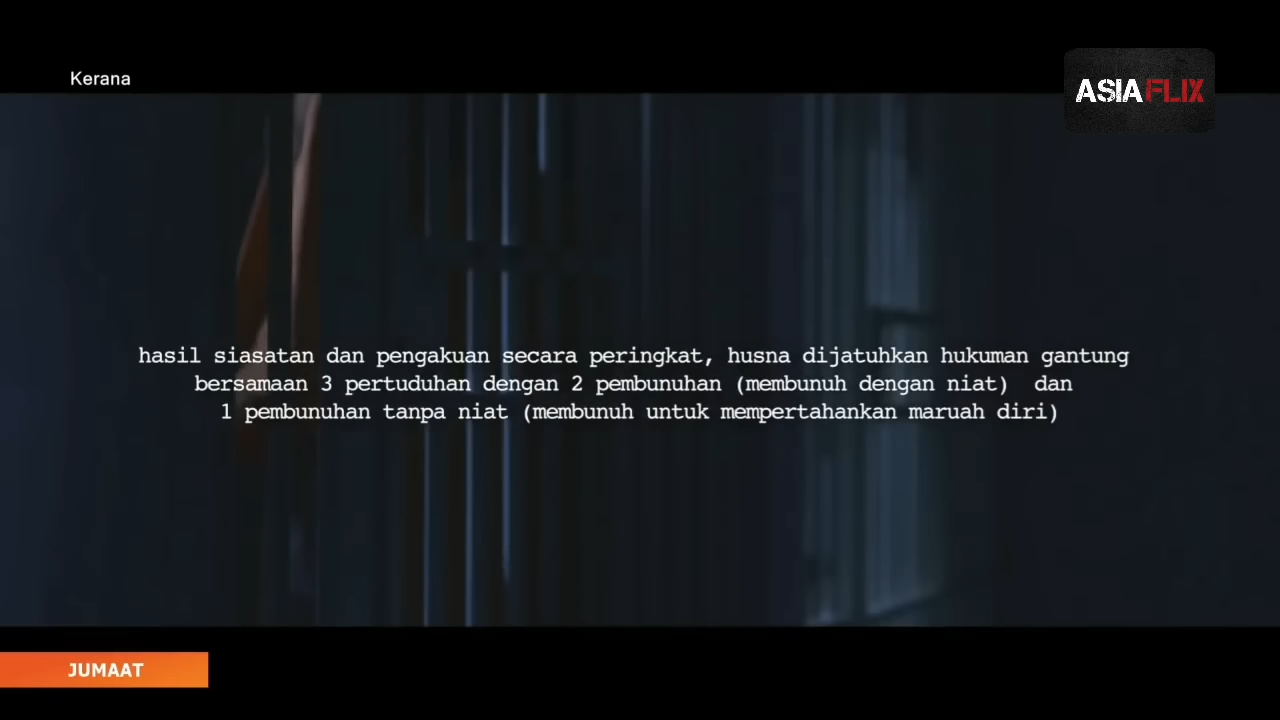 Kerana
ASIAFLIX
hasil siasatan dan pengakuan secara peringkat, husna dijatuhkan hukuman gantung
bersamaan 3 pertuduhan dengan 2 pembunuhan (membunuh dengan niat) dan
1 pembunuhan tanpa niat (membunuh untuk mempertahankan maruah diri)
JUMAAT